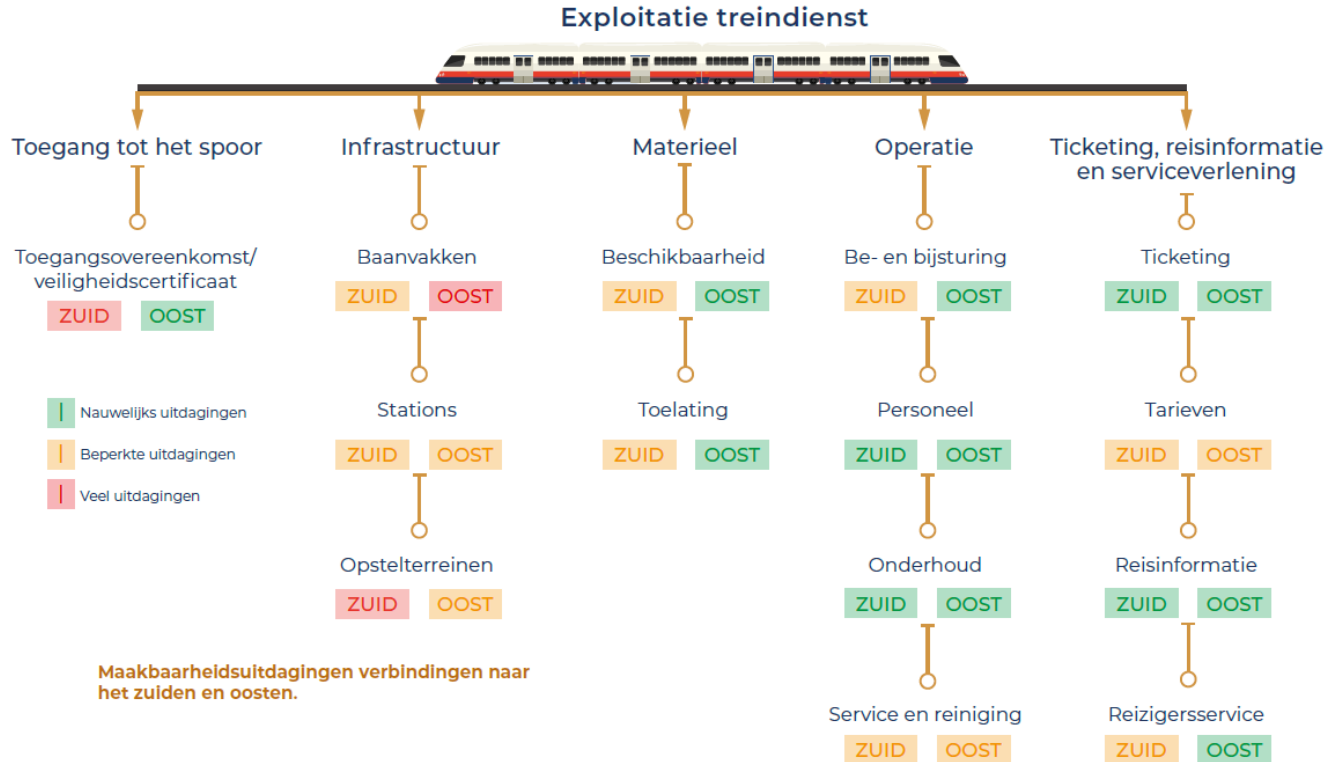 Exploitatie treindienst
Toegang tot het spoor
Infrastructuur
Materieel
Operatie
Ticketing, reisinformatie
en serviceverlening
Toegangsovereenkomst/
veiligheidscertificaat
ZUID OOST
Baanvakken
ZUID OOST
Beschikbaarheid
ZUID OOST
Be- en bijsturing
ZUID OOST
Ticketing
ZUID OOST
Stations
ZUID OOST
Toelating
ZUID OOST
Personeel
ZUID OOST
Tarieven
ZUID OOST
Nauwelijks uitdagingen
Beperkte uitdagingen
Veel uitdagingen
Opstelterreinen
ZUID OOST
Onderhoud
ZUID OOST
Reisinformatie
ZUID OOST
Maakbaarheidsuitdagingen verbindingen naar
het zuiden en oosten.
Service en reiniging
ZUID OOST
Reizigersservice
ZUID OOST